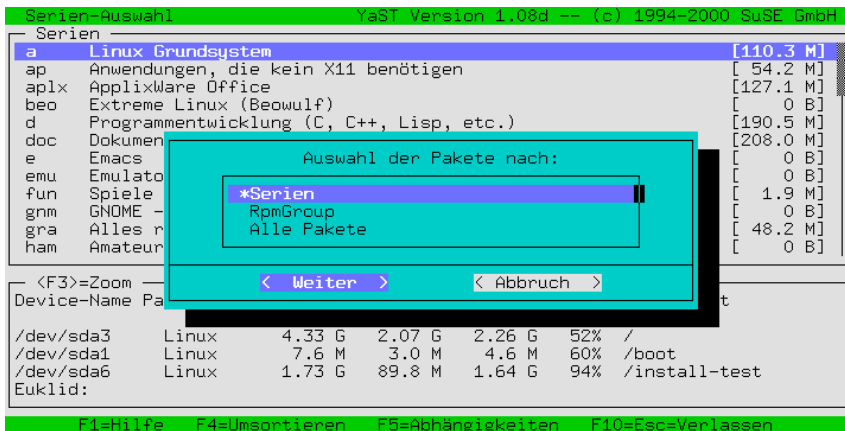 Serien-Auswahl YaST Version 1.08d -- (c) 1994-2000 SuSE GmbH
Serien
a Linux Grundsystem [110.3 M]
ap Anwendungen, die kein X11 benötigen [ 54.2 M]
aplx ApplixWare Office [127.1 M]
beo Extreme Linux (Beowulf) [ 0 B]
d Programmentwicklung (C, C++, Lisp, etc.) [190.5 M]
doc Dokumen [208.0 M]
e Emacs [ 0 B]
emu Emulato [ 0 B]
fun Spiele [ 1.9 M]
gnm GNOME - [ 0 B]
gra Alles r [ 48.2 M]
ham Amateur [ 0 B]
Auswahl der Pakete nach:
*Serien
RpmGroup
Alle Pakete
< Weiter > < Abbruch >
<F3>=Zoom
Device-Name Pa t
/dev/sda3 Linux 4.33 G 2.07 G 2.26 G 52% /
/dev/sda1 Linux 7.6 M 3.0 M 4.6 M 60% /boot
/dev/sda6 Linux 1.73 G 89.8 M 1.64 G 94% /install-test
Euklid:
F1=Hilfe F4=Umsortieren F5=Abhängigkeiten F10=Esc=Verlassen